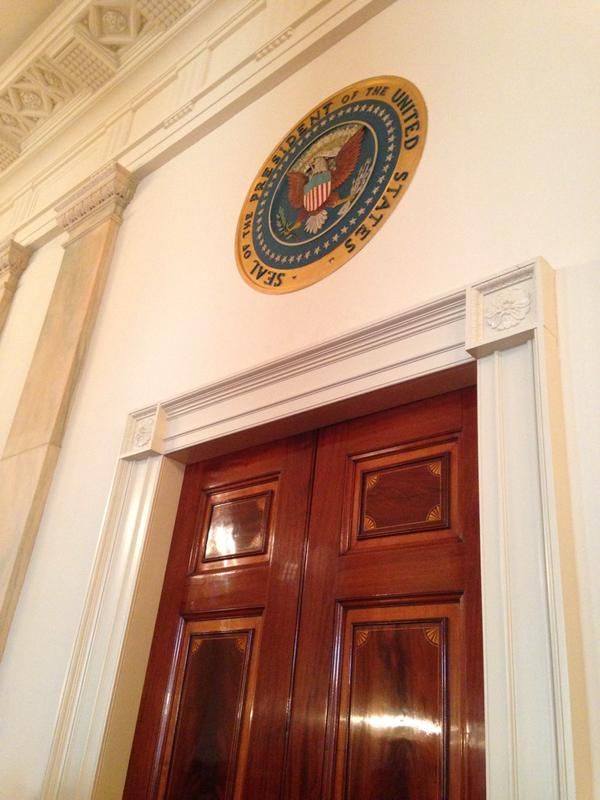 SEAL OF THE PRESIDENT OF THE UNITED STATES